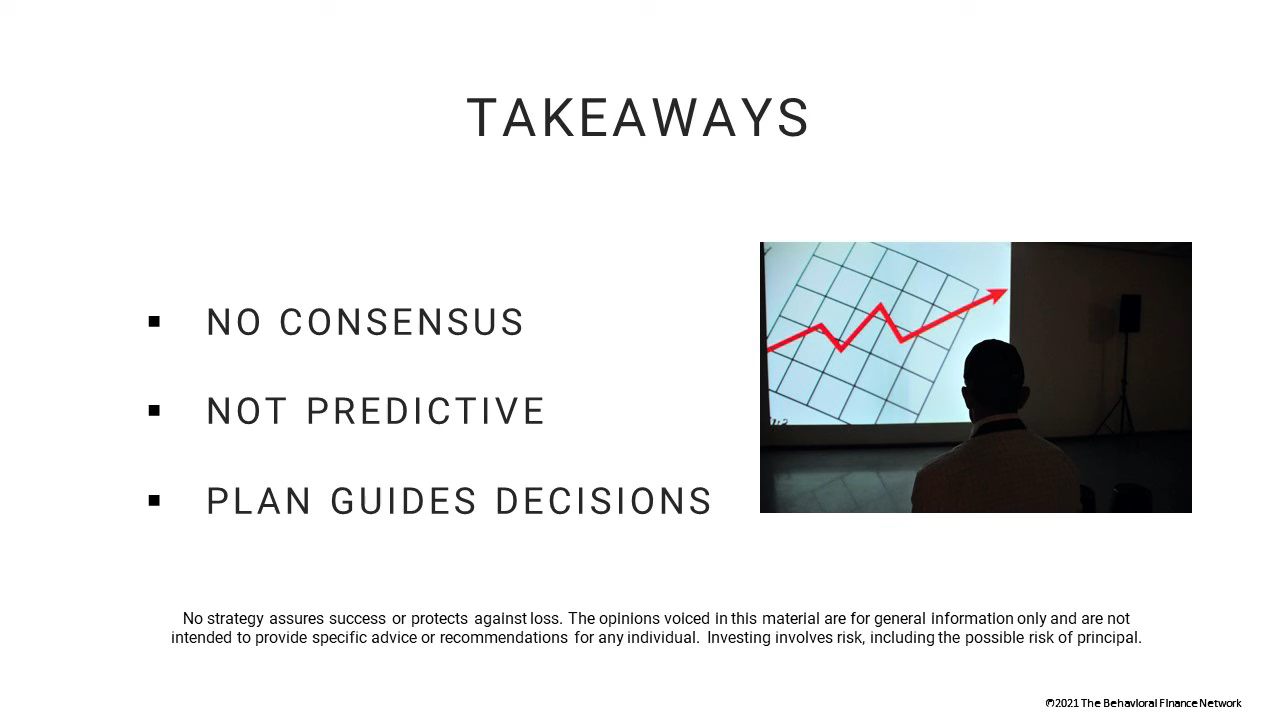 TAKEAWAYS
▪ NO CONSENSUS
▪ NOT PREDICTIVE
▪ PLAN GUIDES DECISIONS
No strategy assures success or protects against loss. The opinions voiced in this material are for general information only and are not
intended to provide specific advice or recommendations for any individual. Investing involves risk, including the possible risk of principal.
©2021 The Behavioral Finance Network